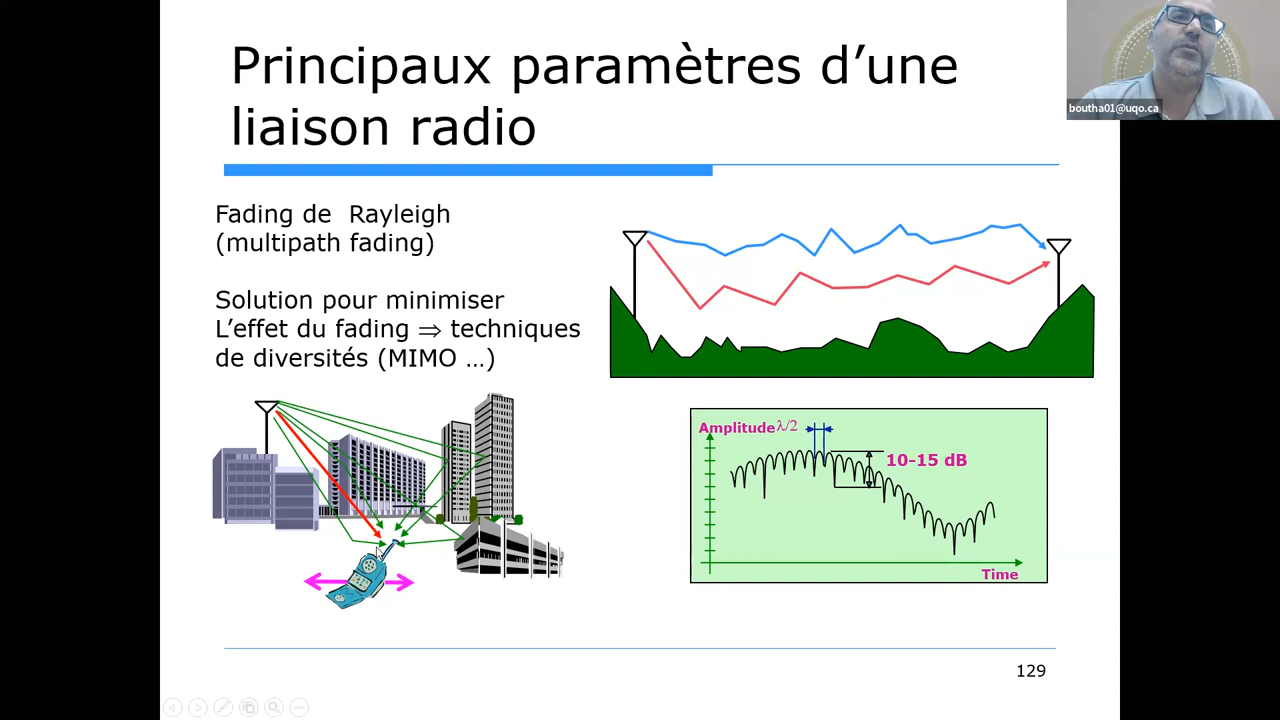 Principaux paramètres d’une
liaison radio
boutha01@uqo.ca
Fading de  Rayleigh
(multipath fading)
Solution pour minimiser
L’effet du fading ⇒ techniques
de diversités (MIMO …)
Amplitude λ/2
10-15 dB
Time
129